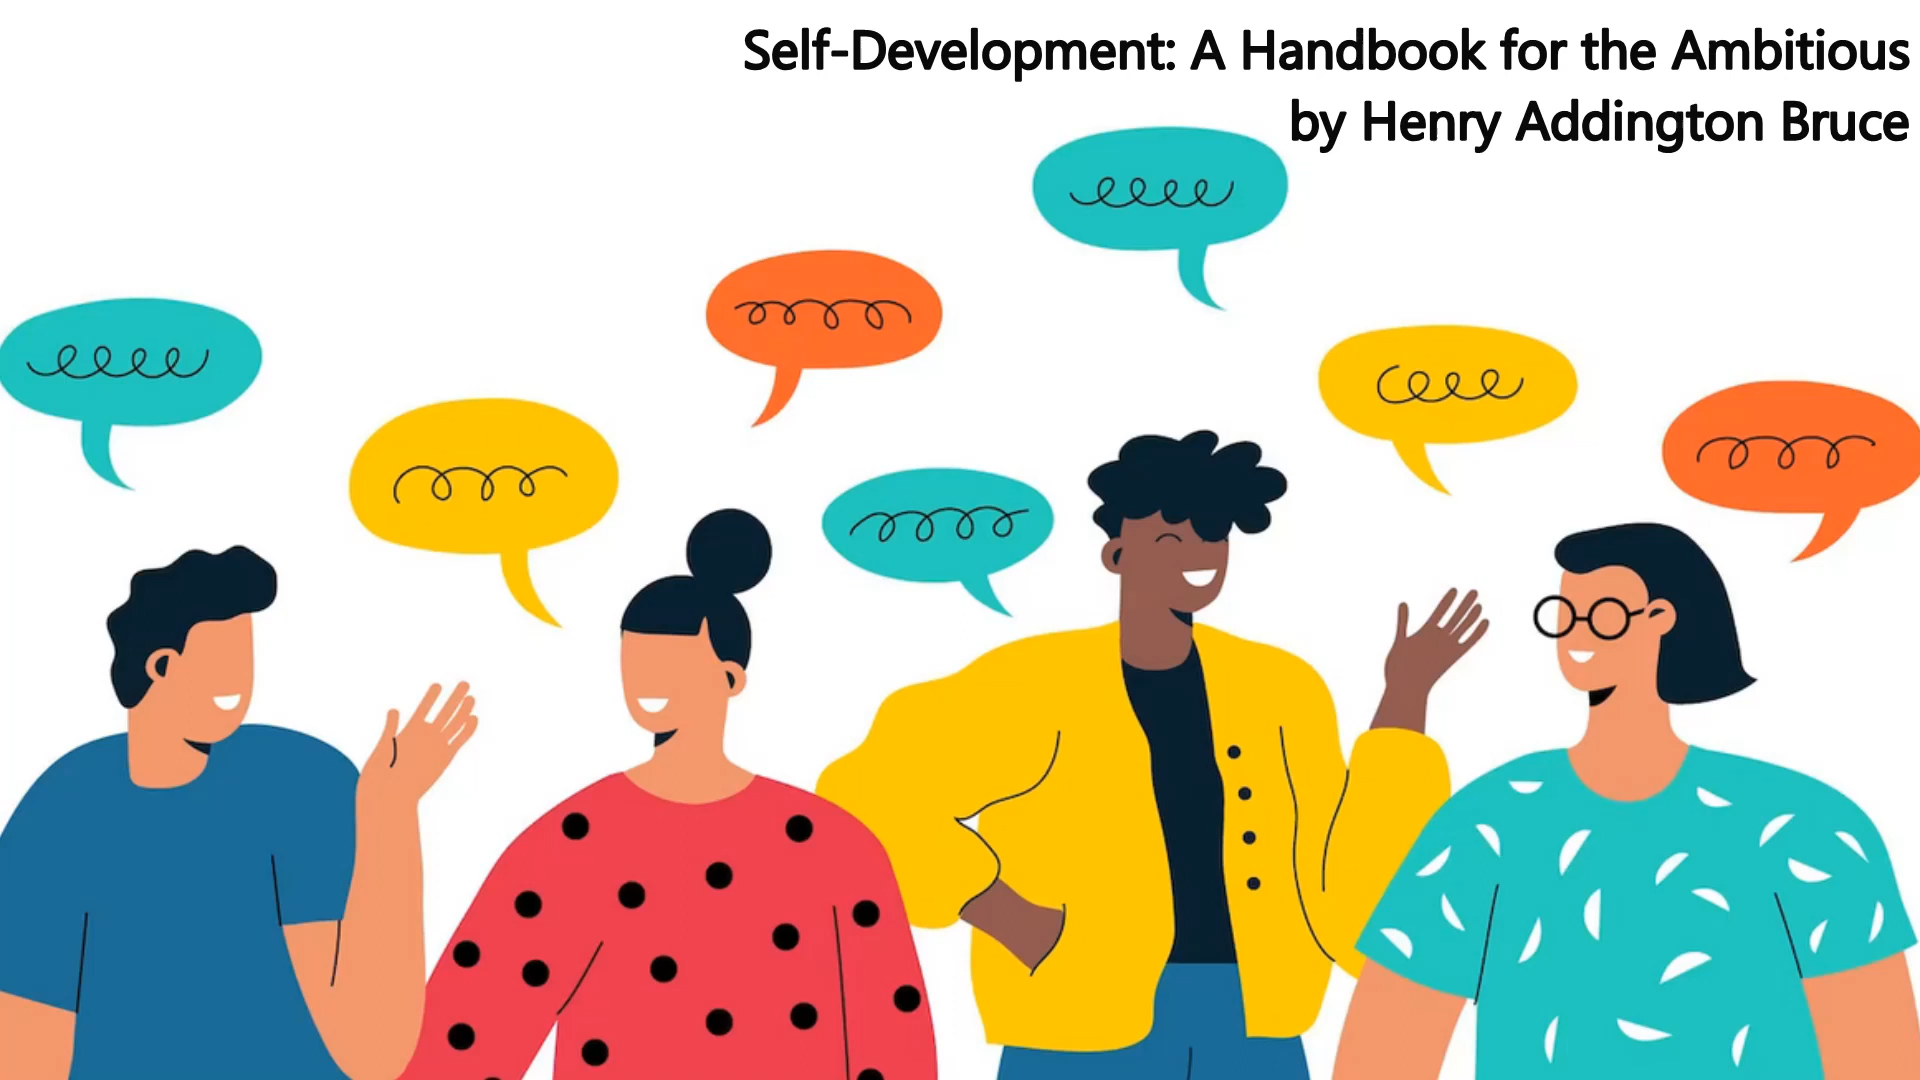 Self-Development: A Handbook for the Ambitious
by Henry Addington Bruce